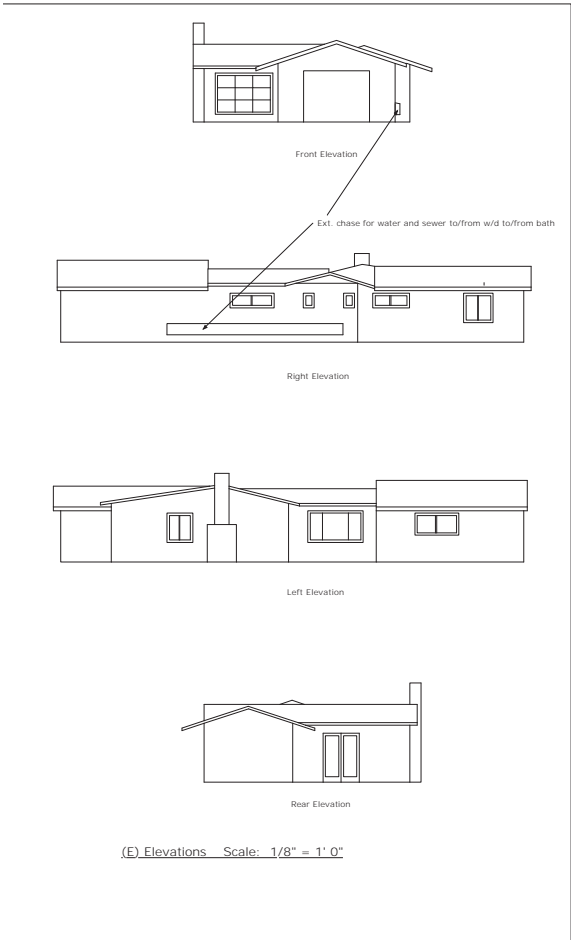 Front Elevation
Ext. chase for water and sewer to/from w/d to/from bath
Right Elevation
Left Elevation
Rear Elevation
(E) Elevations Scale: 1/8" = 1' 0"